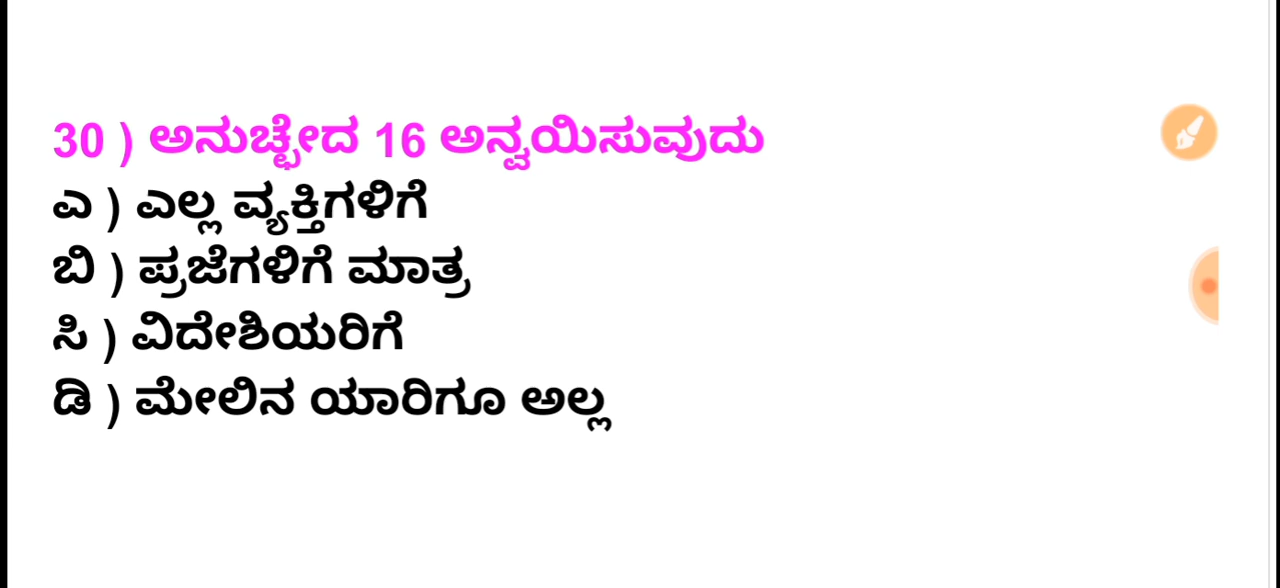 30 ) ಅನುಚ್ಛೇದ 16 ಅನ್ವಯಿಸುವುದು
ಎ ) ಎಲ್ಲ ವ್ಯಕ್ತಿಗಳಿಗೆ
ಬಿ ) ಪ್ರಜೆಗಳಿಗೆ ಮಾತ್ರ
ಸಿ ) ವಿದೇಶಿಯರಿಗೆ
ಡಿ ) ಮೇಲಿನ ಯಾರಿಗೂ ಅಲ್ಲ